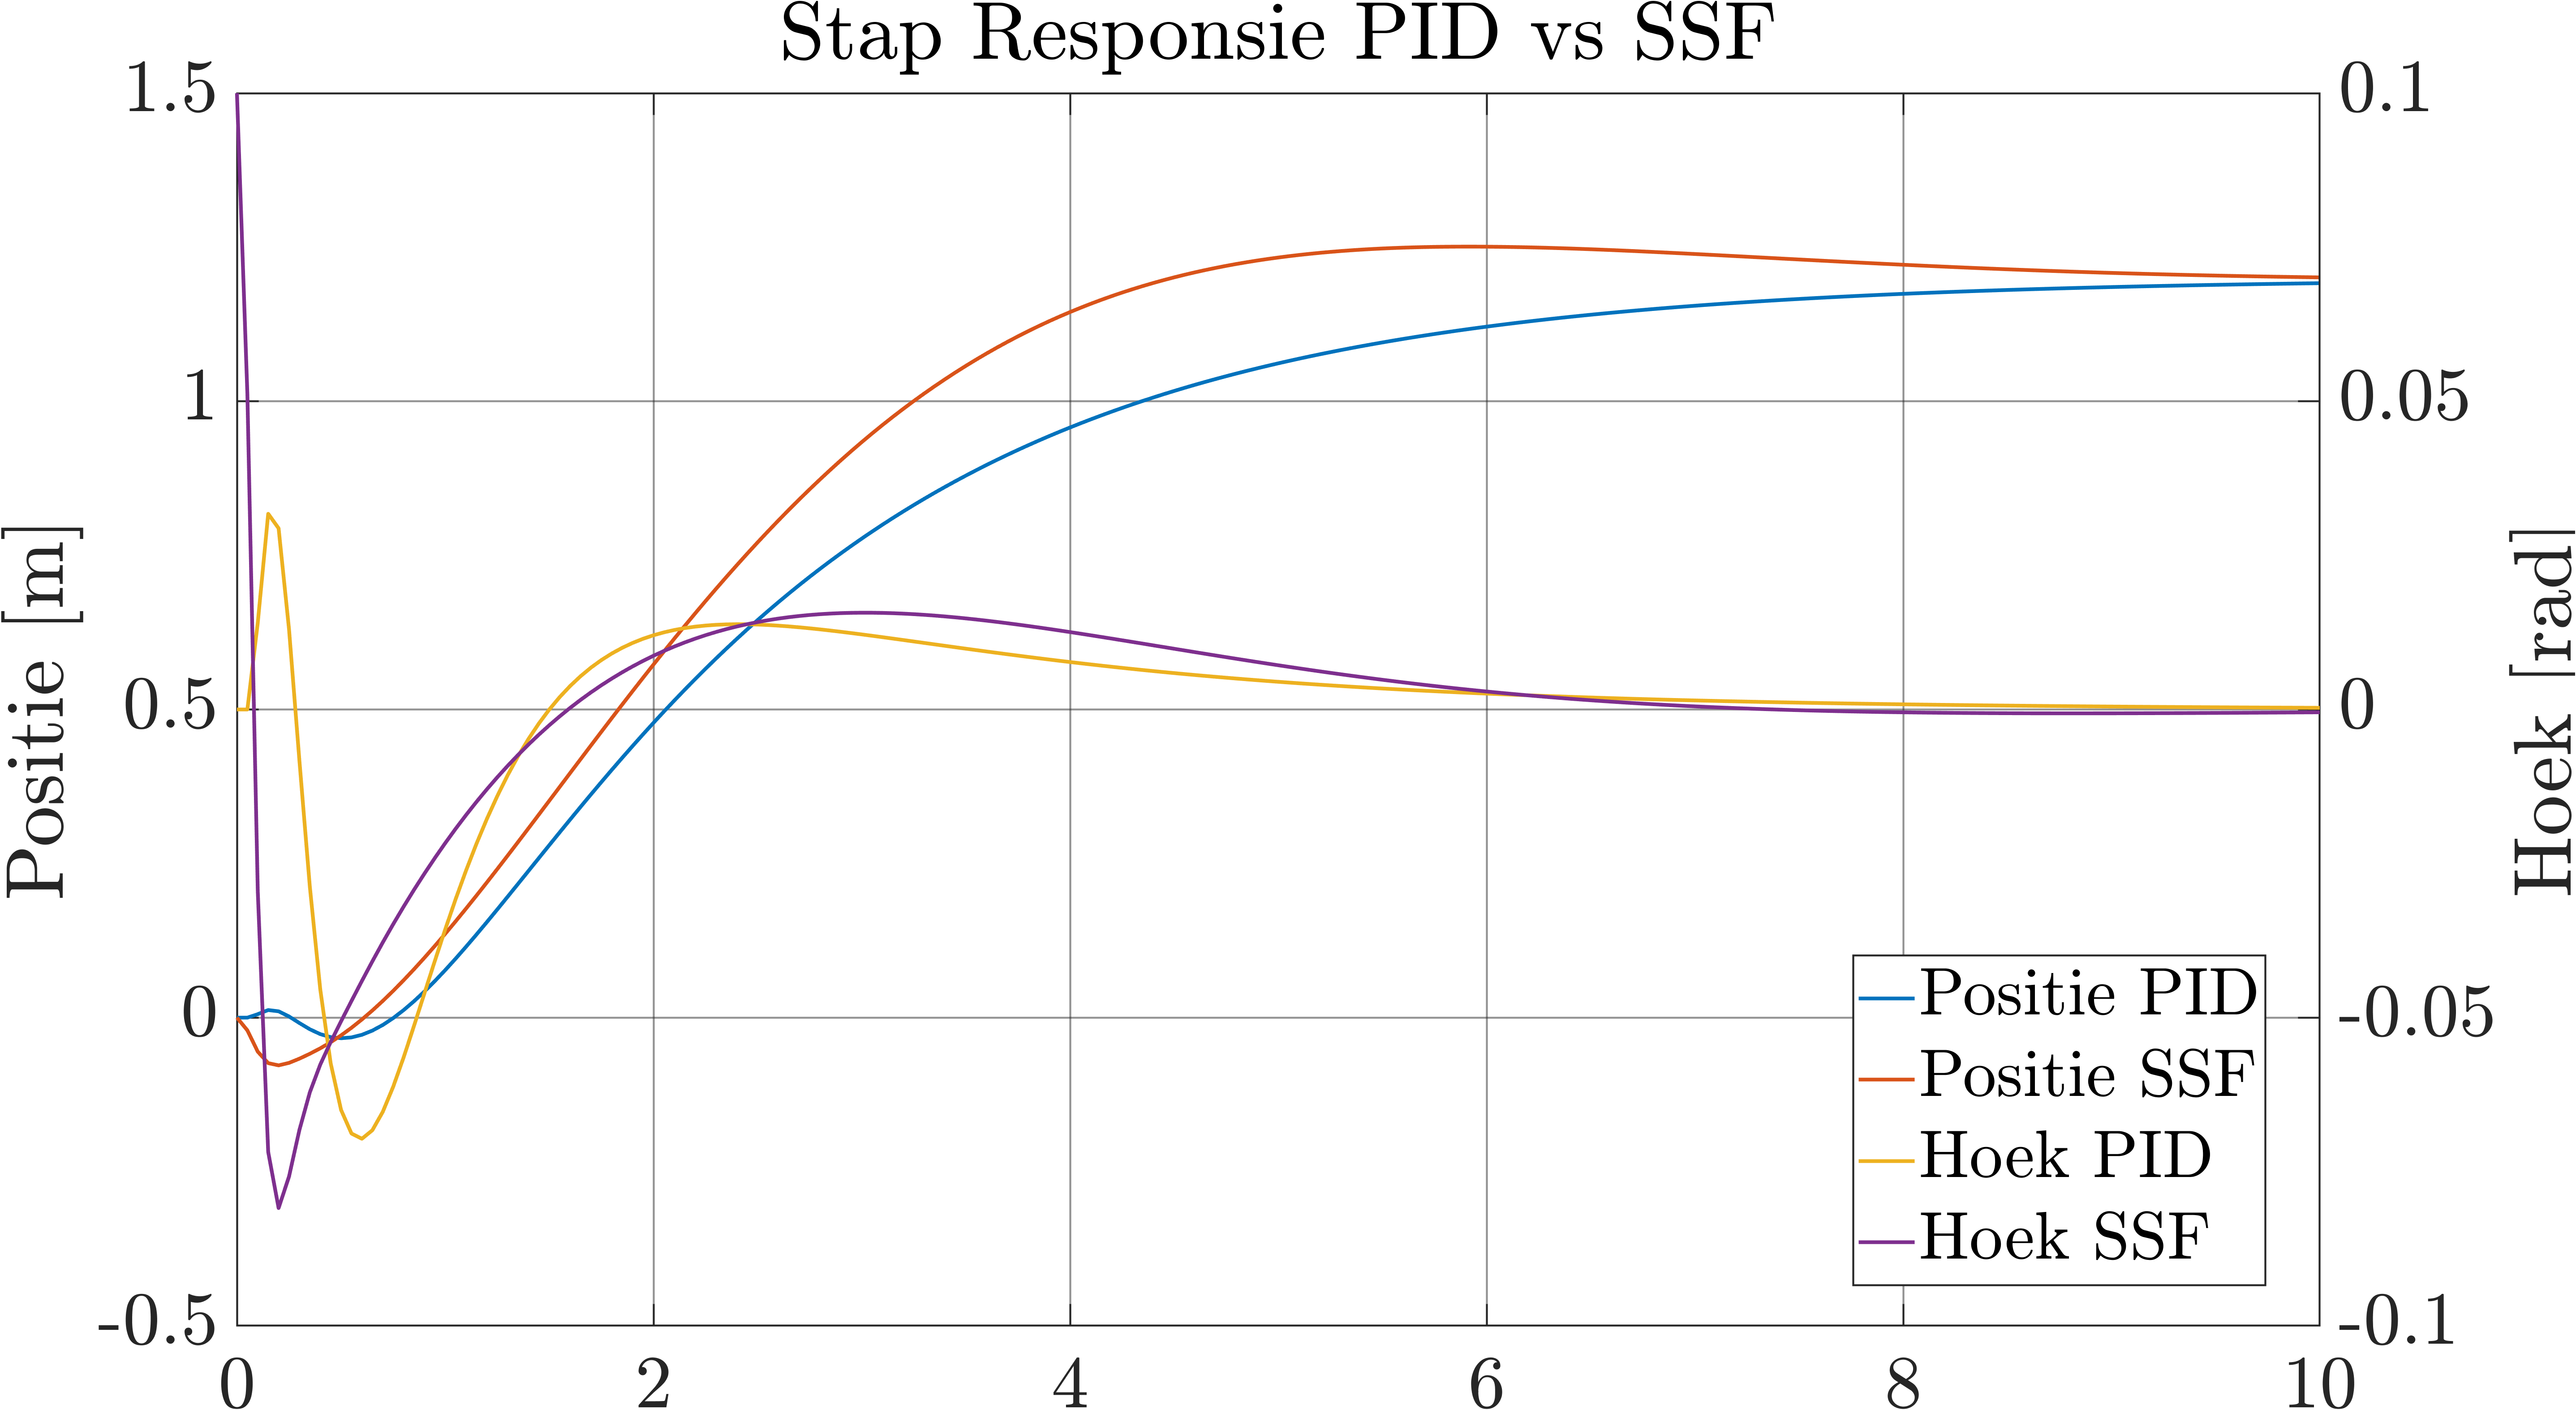 Stap Responsie PID vs SSF
1.5
1
0.5
0
-0.5
Positie [m]
0.1
0.05
0
-0.05
-0.1
Hoek [rad]
Positie PID
Positie SSF
Hoek PID
Hoek SSF
0 2 4 6 8 10